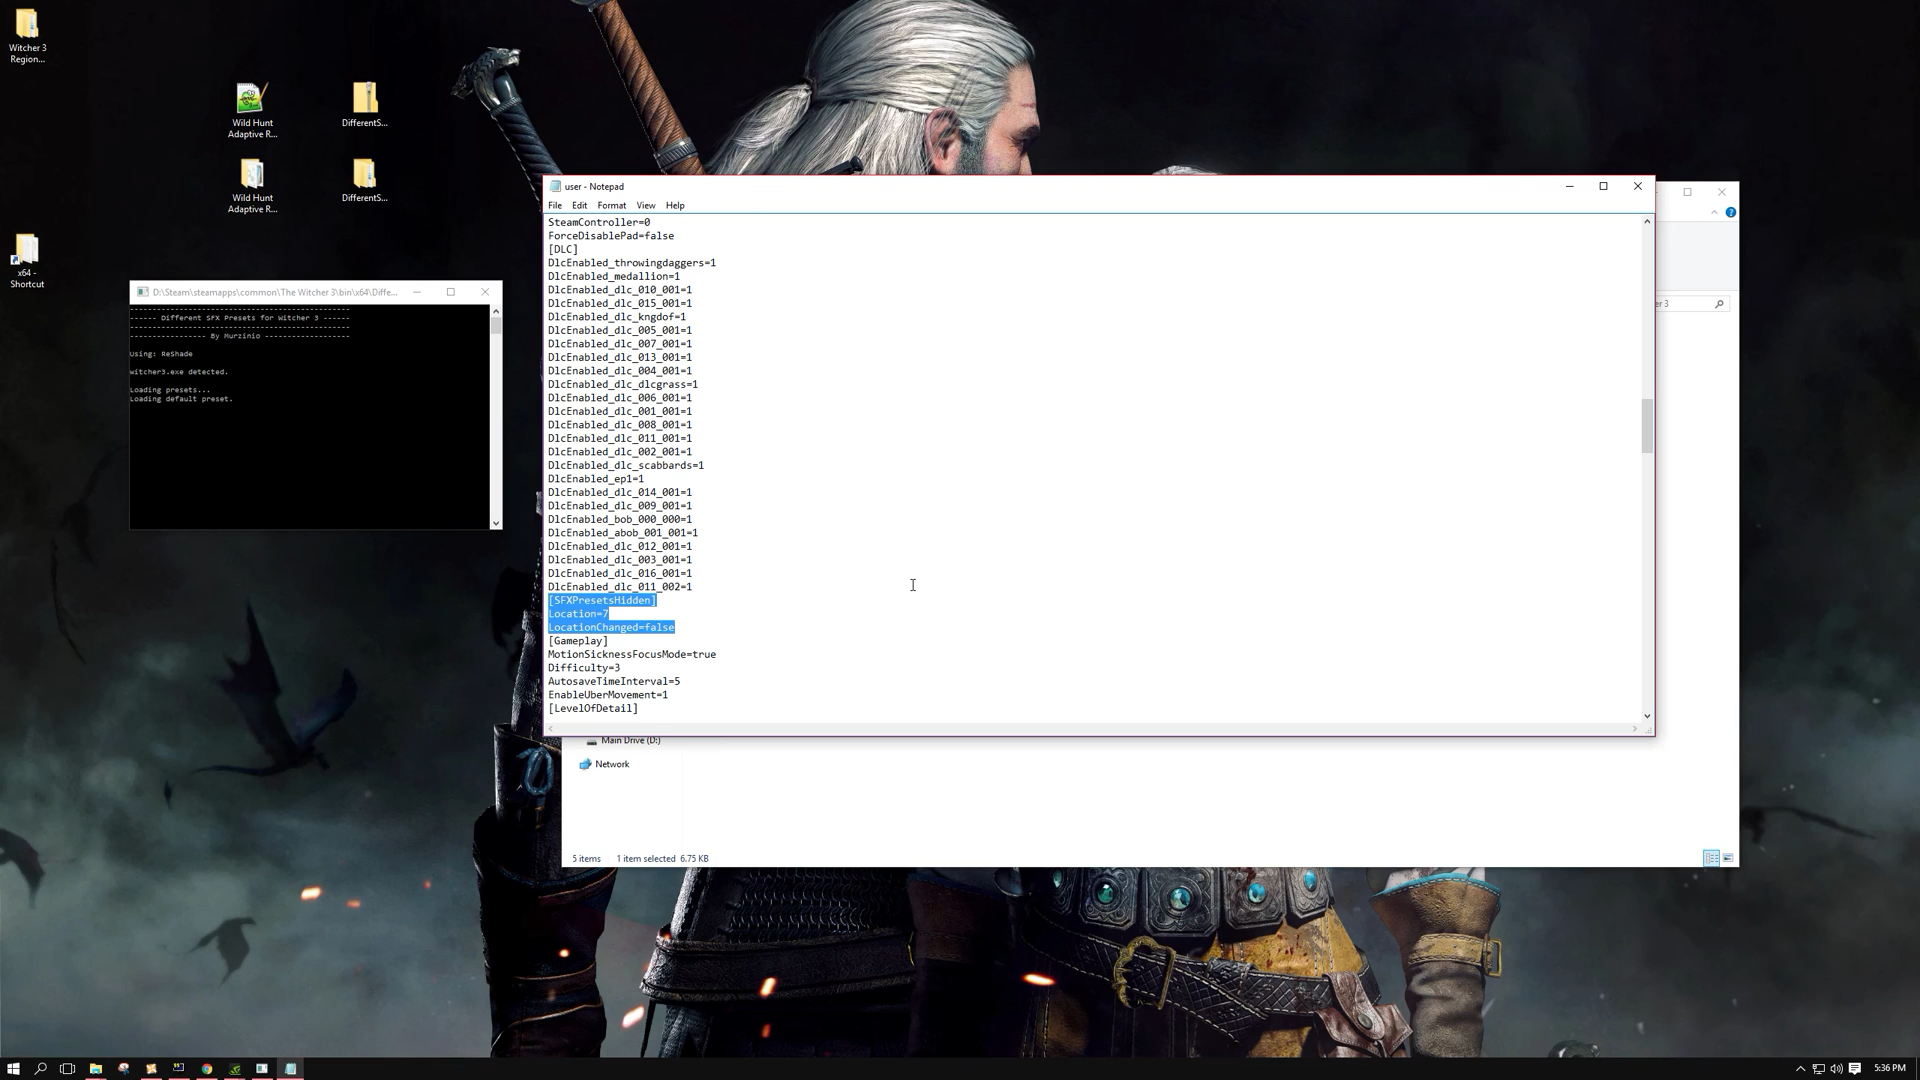 Witcher 3
Region...
Wild Hunt
Adaptive R...
DifferentS...
Wild Hunt
Adaptive R...
DifferentS...
x64 -
Shortcut
D:\Steam\steamapps\common\The Witcher 3\bin\x64\Diffe...
------ Different SFX Presets for Witcher 3 ------
----------------- By Murzinio -------------------
Using: ReShade
witcher3.exe detected.
Loading presets...
Loading default preset.
user - Notepad
File Edit Format View Help
SteamController=0
ForceDisablePad=false
[DLC]
DlcEnabled_throwingdaggers=1
DlcEnabled_medallion=1
DlcEnabled_dlc_010_001=1
DlcEnabled_dlc_015_001=1
DlcEnabled_dlc_kngdof=1
DlcEnabled_dlc_005_001=1
DlcEnabled_dlc_007_001=1
DlcEnabled_dlc_013_001=1
DlcEnabled_dlc_004_001=1
DlcEnabled_dlc_dlcgrass=1
DlcEnabled_dlc_006_001=1
DlcEnabled_dlc_001_001=1
DlcEnabled_dlc_008_001=1
DlcEnabled_dlc_011_001=1
DlcEnabled_dlc_002_001=1
DlcEnabled_dlc_scabbards=1
DlcEnabled_ep1=1
DlcEnabled_dlc_014_001=1
DlcEnabled_dlc_009_001=1
DlcEnabled_bob_000_000=1
DlcEnabled_abob_001_001=1
DlcEnabled_dlc_012_001=1
DlcEnabled_dlc_003_001=1
DlcEnabled_dlc_016_001=1
DlcEnabled_dlc_011_002=1
[SFXPresetsHidden]
Location=7
LocationChanged=false
[Gameplay]
MotionSicknessFocusMode=true
Difficulty=3
AutosaveTimeInterval=5
EnableUberMovement=1
[LevelOfDetail]
er 3
Main Drive (D:)
Network
5 items 1 item selected 6.75 KB
5:36 PM